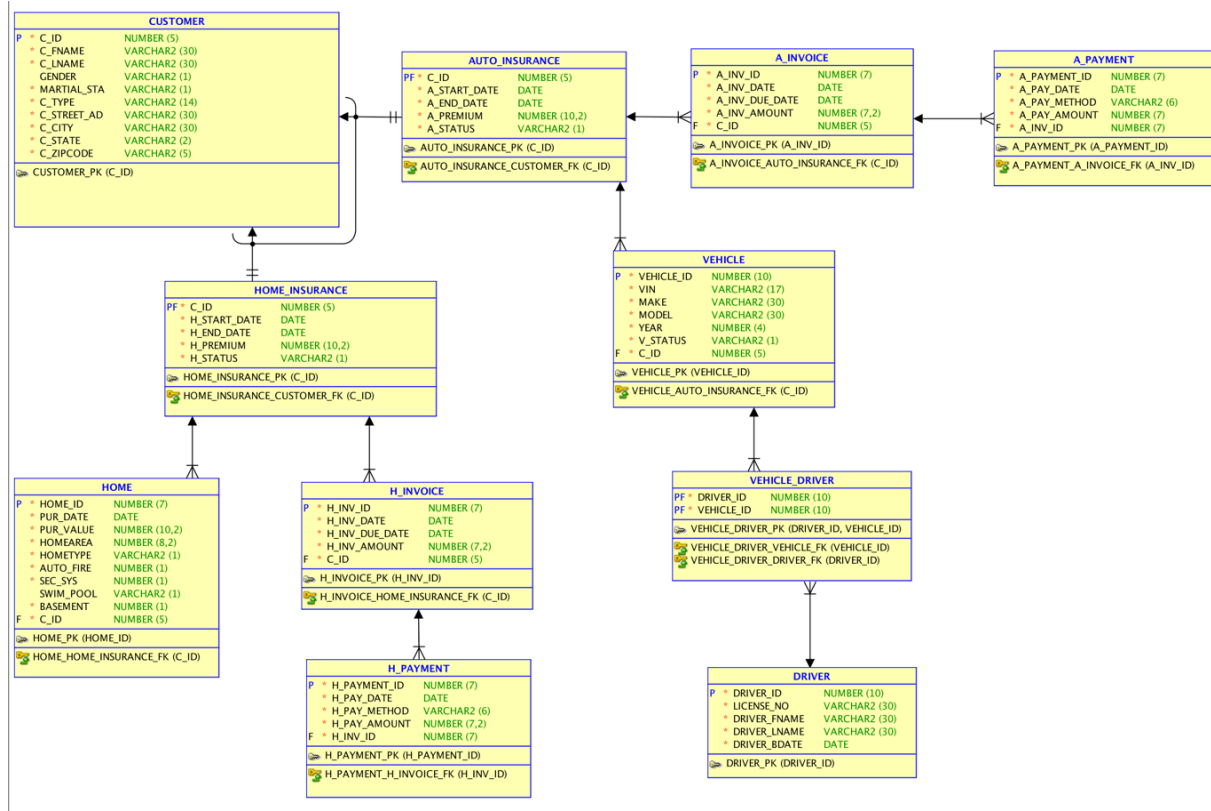 CUSTOMER
P * C_ID NUMBER (5)
* C_FNAME VARCHAR2 (30)
* C_LNAME VARCHAR2 (30)
GENDER VARCHAR2 (1)
* MARTIAL_STA VARCHAR2 (1)
* C_TYPE VARCHAR2 (14)
* C_STREET_AD VARCHAR2 (30)
* C_CITY VARCHAR2 (30)
* C_STATE VARCHAR2 (2)
* C_ZIPCODE VARCHAR2 (5)
CUSTOMER_PK (C_ID)
AUTO_INSURANCE
PF * C_ID NUMBER (5)
* A_START_DATE DATE
* A_END_DATE DATE
* A_PREMIUM NUMBER (10,2)
* A_STATUS VARCHAR2 (1)
AUTO_INSURANCE_PK (C_ID)
AUTO_INSURANCE_CUSTOMER_FK (C_ID)
A_INVOICE
P * A_INV_ID NUMBER (7)
* A_INV_DATE DATE
* A_INV_DUE_DATE DATE
* A_INV_AMOUNT NUMBER (7,2)
F * C_ID NUMBER (5)
A_INVOICE_PK (A_INV_ID)
A_INVOICE_AUTO_INSURANCE_FK (C_ID)
A_PAYMENT
P * A_PAYMENT_ID NUMBER (7)
* A_PAY_DATE DATE
* A_PAY_METHOD VARCHAR2 (6)
* A_PAY_AMOUNT NUMBER (7,2)
F * A_INV_ID NUMBER (7)
A_PAYMENT_PK (A_PAYMENT_ID)
A_PAYMENT_A_INVOICE_FK (A_INV_ID)
HOME_INSURANCE
PF * C_ID NUMBER (5)
* H_START_DATE DATE
* H_END_DATE DATE
* H_PREMIUM NUMBER (10,2)
* H_STATUS VARCHAR2 (1)
HOME_INSURANCE_PK (C_ID)
HOME_INSURANCE_CUSTOMER_FK (C_ID)
VEHICLE
P * VEHICLE_ID NUMBER (10)
* VIN VARCHAR2 (17)
* MAKE VARCHAR2 (30)
* MODEL VARCHAR2 (30)
* YEAR NUMBER (4)
* V_STATUS VARCHAR2 (1)
F * C_ID NUMBER (5)
VEHICLE_PK (VEHICLE_ID)
VEHICLE_AUTO_INSURANCE_FK (C_ID)
HOME
P * HOME_ID NUMBER (7)
* PUR_DATE DATE
* PUR_VALUE NUMBER (10,2)
* HOMEAREA NUMBER (8,2)
* HOMETYPE VARCHAR2 (1)
* AUTO_FIRE NUMBER (1)
* SEC_SYS NUMBER (1)
SWIM_POOL VARCHAR2 (1)
* BASEMENT NUMBER (1)
F * C_ID NUMBER (5)
HOME_PK (HOME_ID)
HOME_HOME_INSURANCE_FK (C_ID)
H_INVOICE
P * H_INV_ID NUMBER (7)
* H_INV_DATE DATE
* H_INV_DUE_DATE DATE
* H_INV_AMOUNT NUMBER (7,2)
F * C_ID NUMBER (5)
H_INVOICE_PK (H_INV_ID)
H_INVOICE_HOME_INSURANCE_FK (C_ID)
VEHICLE_DRIVER
PF * DRIVER_ID NUMBER (10)
PF * VEHICLE_ID NUMBER (10)
VEHICLE_DRIVER_PK (DRIVER_ID, VEHICLE_ID)
VEHICLE_DRIVER_VEHICLE_FK (VEHICLE_ID)
VEHICLE_DRIVER_DRIVER_FK (DRIVER_ID)
H_PAYMENT
P * H_PAYMENT_ID NUMBER (7)
* H_PAY_DATE DATE
* H_PAY_METHOD VARCHAR2 (6)
* H_PAY_AMOUNT NUMBER (7,2)
F * H_INV_ID NUMBER (7)
H_PAYMENT_PK (H_PAYMENT_ID)
H_PAYMENT_H_INVOICE_FK (H_INV_ID)
DRIVER
P * DRIVER_ID NUMBER (10)
* LICENSE_NO VARCHAR2 (30)
* DRIVER_FNAME VARCHAR2 (30)
* DRIVER_LNAME VARCHAR2 (30)
* DRIVER_BDATE DATE
DRIVER_PK (DRIVER_ID)